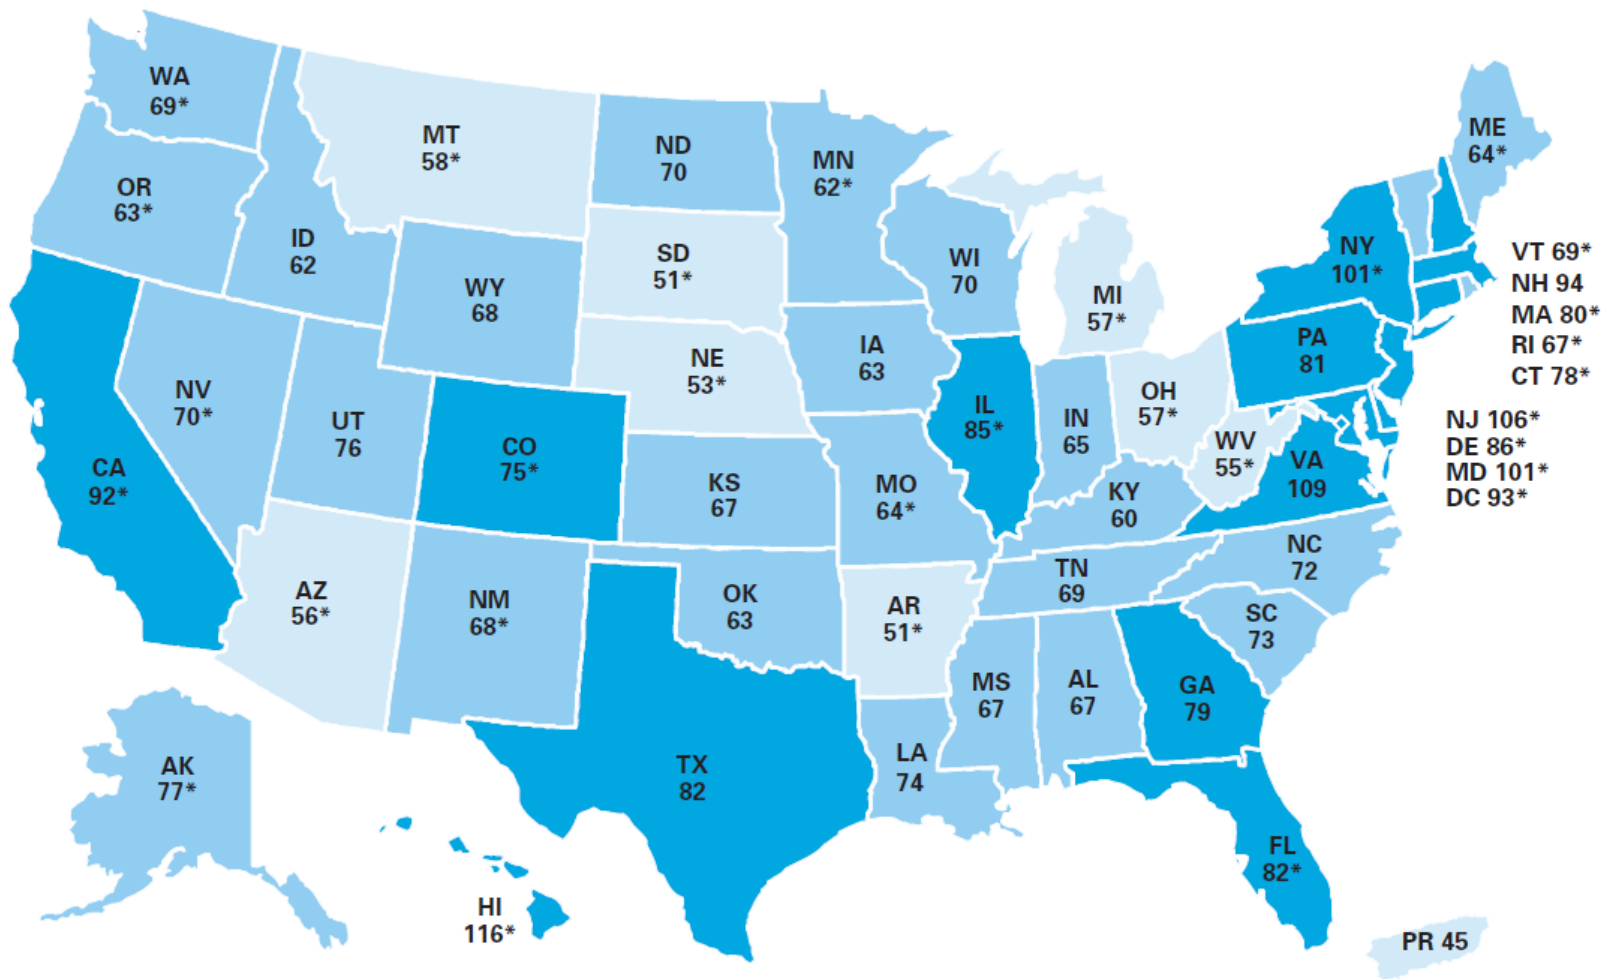 WA
69*
MT
58*
ND
70
MN
62*
ME
64*
OR
63*
ID
62
SD
51*
WI
70
NY
101*
VT 69*
NH 94
MA 80*
RI 67*
CT 78*
WY
68
MI
57*
PA
81
NE
53*
IA
63
NV
70*
UT
76
CO
75*
IL
85*
IN
65
OH
57*
WV
55*
VA
109
NJ 106*
DE 86*
MD 101*
DC 93*
CA
92*
KS
67
MO
64*
KY
60
NC
72
AZ
56*
NM
68*
OK
63
AR
51*
TN
69
SC
73
MS
67
AL
67
GA
79
AK
77*
TX
82
LA
74
FL
82*
HI
116*
PR 45